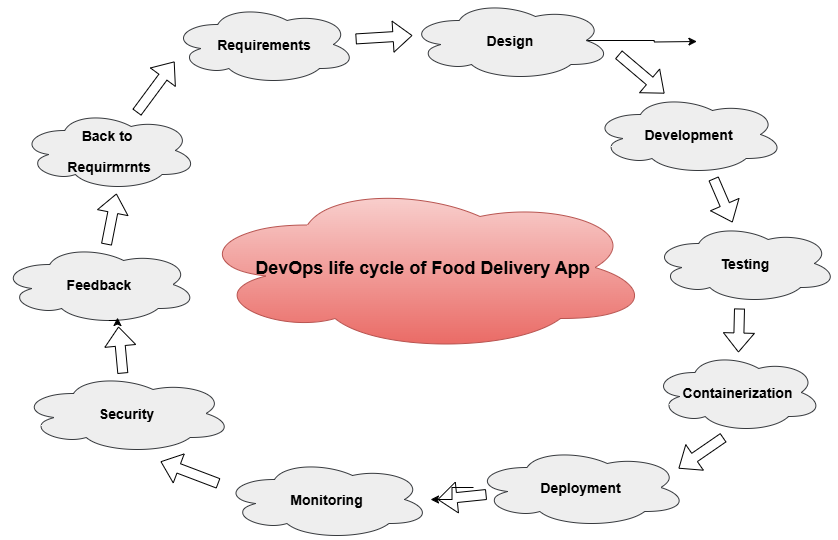 Requirements
Design
Development
Testing
Containerization
Deployment
Monitoring
Security
Feedback
Back to
Requirmrnts
DevOps life cycle of Food Delivery App